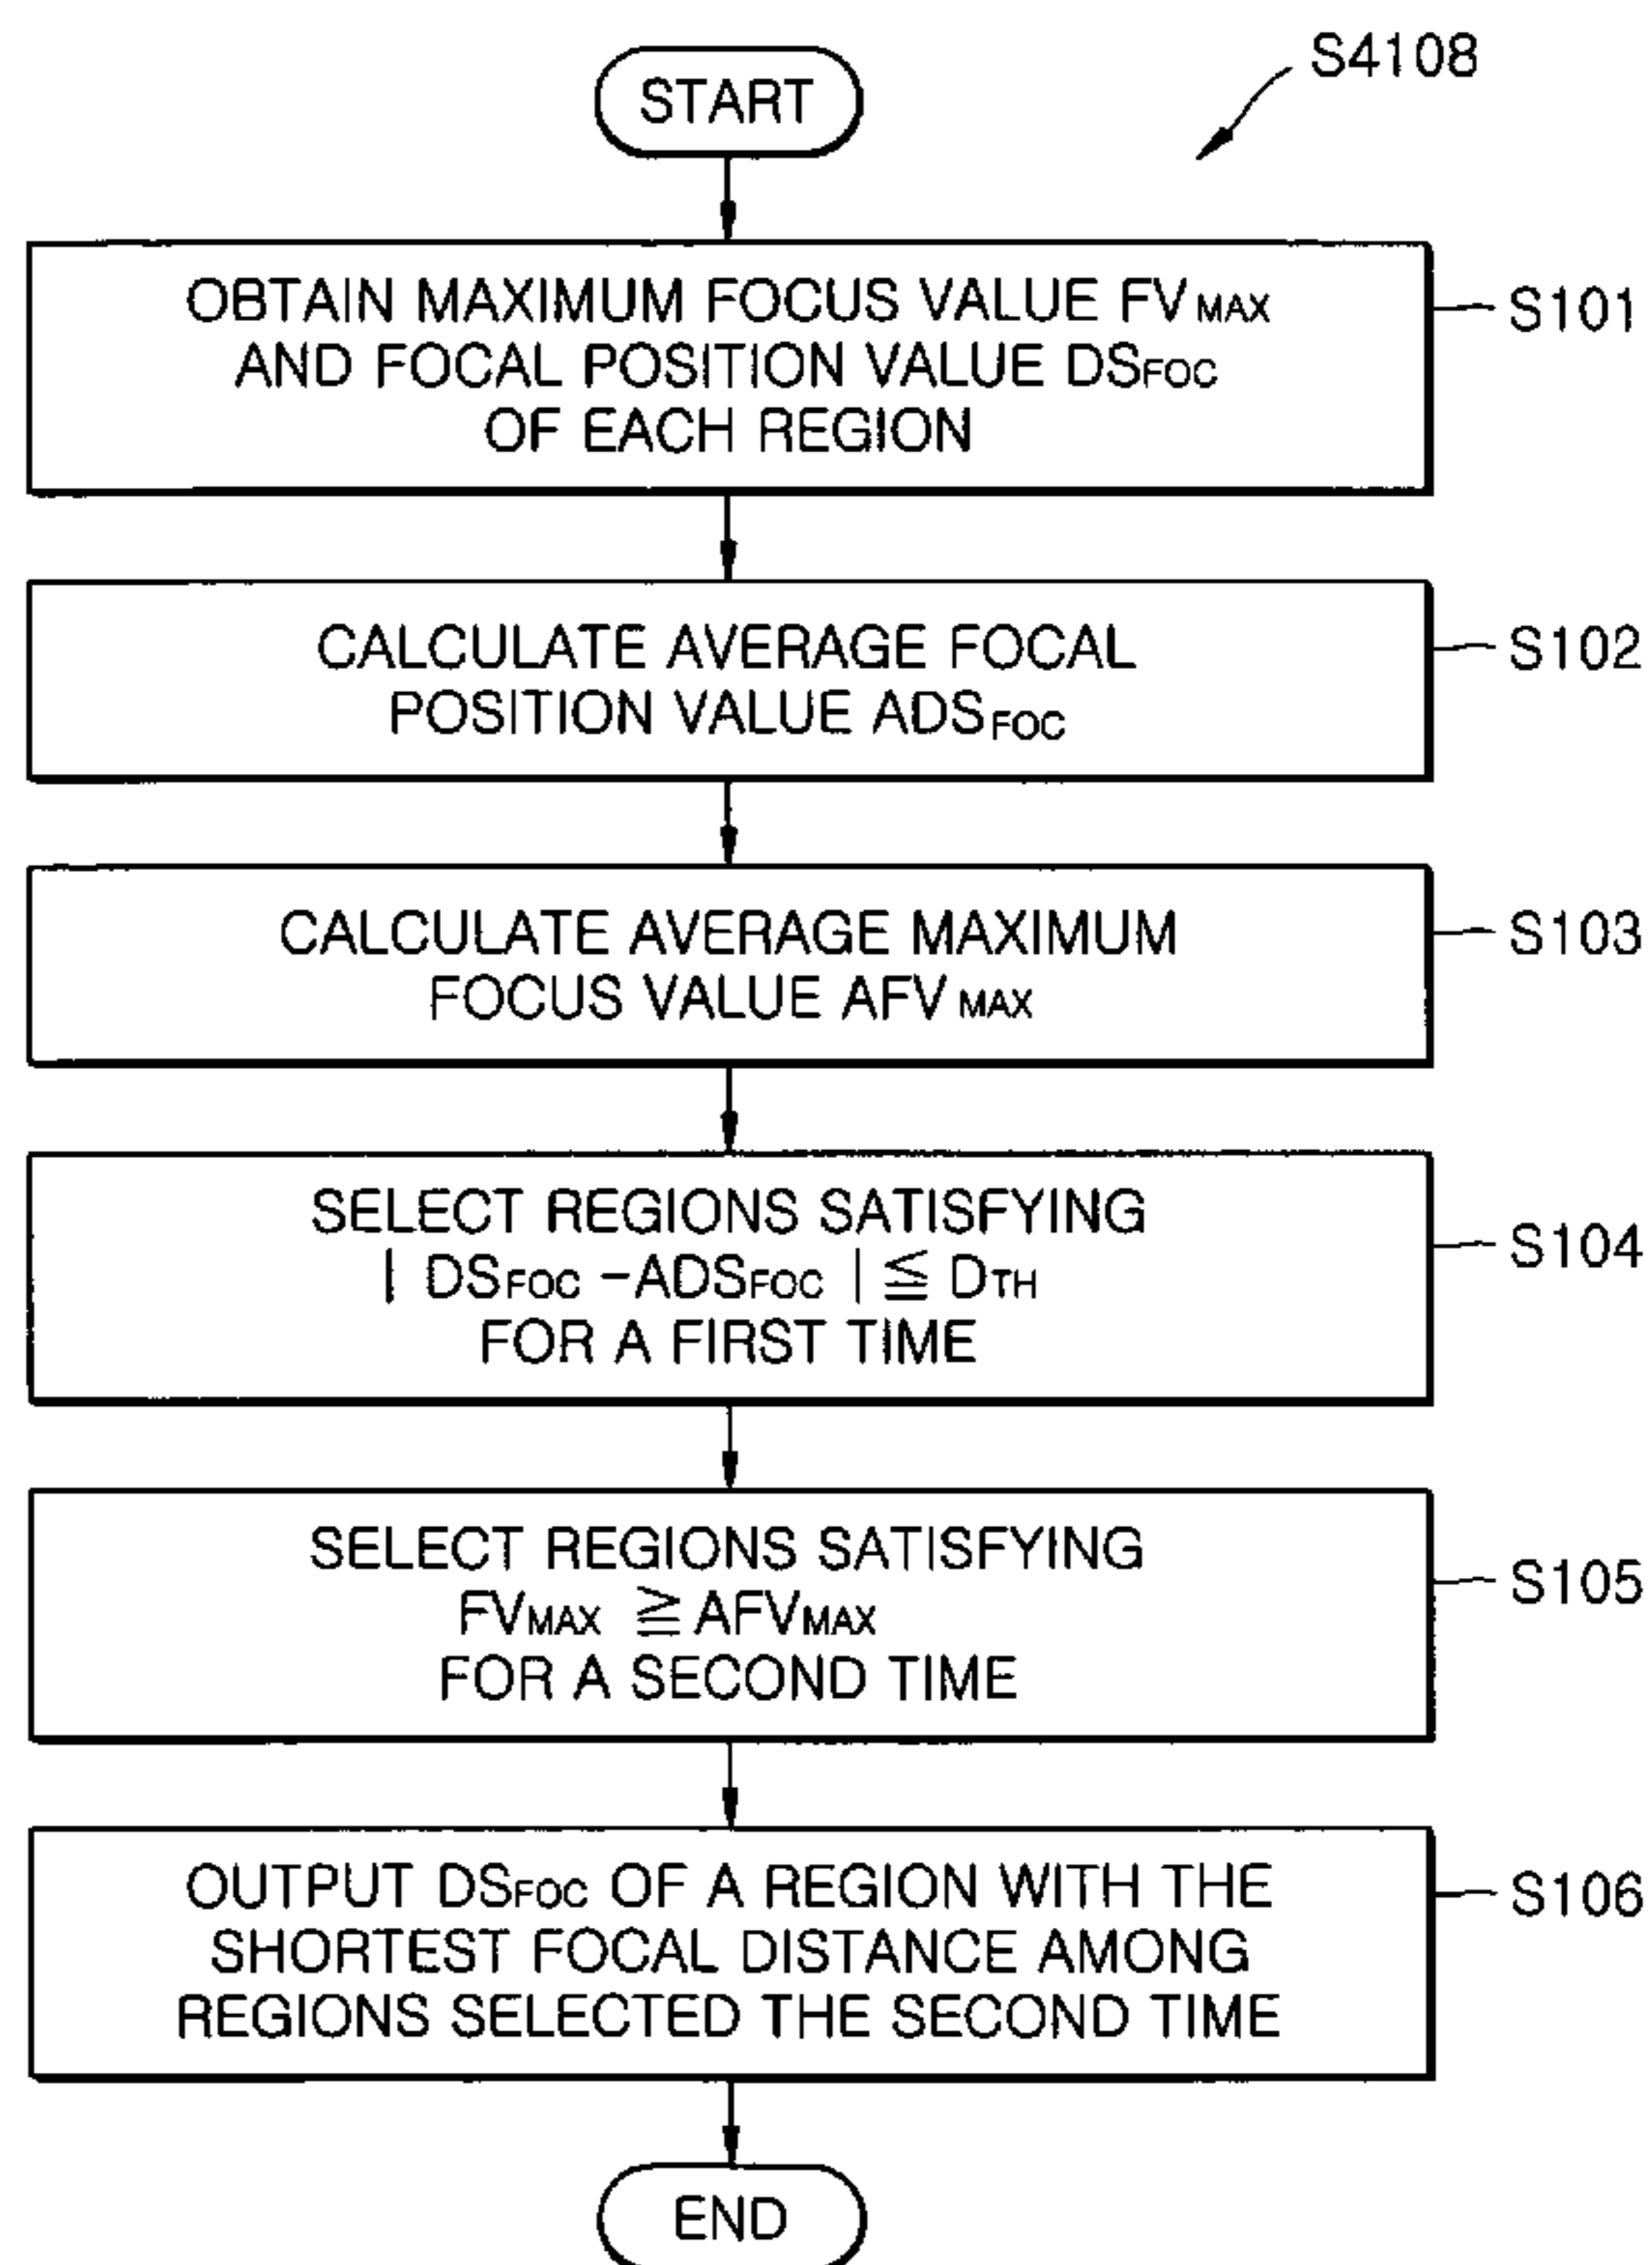 S4108
START
OBTAIN MAXIMUM FOCUS VALUE FVMAX
AND FOCAL POSITION VALUE DSFOC
OF EACH REGION
S101
CALCULATE AVERAGE FOCAL
POSITION VALUE ADSFOC
S102
CALCULATE AVERAGE MAXIMUM
FOCUS VALUE AFVMAX
S103
SELECT REGIONS SATISFYING
| DSFOC -ADSFOC | ≦ DTH
FOR A FIRST TIME
S104
SELECT REGIONS SATISFYING
FVMAX ≧ AFVMAX
FOR A SECOND TIME
S105
OUTPUT DSFOC OF A REGION WITH THE
SHORTEST FOCAL DISTANCE AMONG
REGIONS SELECTED THE SECOND TIME
S106
END